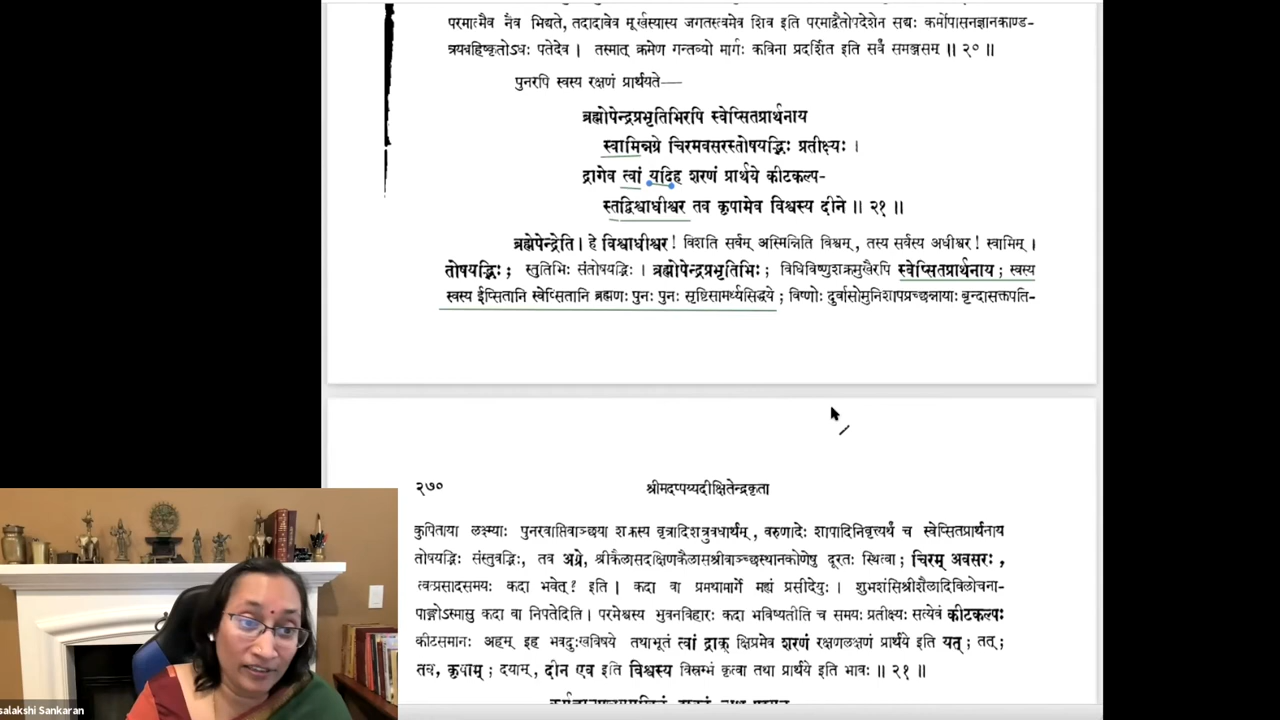 परमात्मैव नैव भिद्यते, तदादावेव मूर्खस्यास्य जगतस्त्वमेव शिव इति परमाद्वैतोपदेशेन सद्यः कर्मोपासनज्ञानकाण्ड-
त्रयबहिष्कृतोऽधः पतेदेव । तस्मात् क्रमेण गन्तव्यो मार्गः कविना प्रदर्शित इति सर्वं समञ्जसम् ॥ २० ॥
पुनरपि स्वस्य रक्षणं प्रार्थयते—
ब्रह्मोपेन्द्रप्रभृतिभिरपि स्वेप्सितप्रार्थनाय
स्वामिन्नग्रे चिरमवसरस्तोषयद्भिः प्रतीक्ष्यः ।
द्रागेव त्वां यदिह शरणं प्रार्थये कीटकल्प-
स्तद्विश्वाधीश्वर तव कृपामेव विश्वस्य दीने ॥ २१ ॥
ब्रह्मेपेन्द्रेति । हे विश्वाधीश्वर ! विशति सर्वम् अस्मिन्निति विश्वम् , तस्य सर्वस्य अधीश्वर ! स्वामिम् ।
तोषयद्भिः ; स्तुतिभिः संतोषयद्भिः । ब्रह्मोपेन्द्रप्रभृतिभिः ; विधिविष्णुशक्रमुखैरपि स्वेप्सितप्रार्थनाय ; स्वस्य
स्वस्य ईप्सितानि स्वेप्सितानि ब्रह्मणः पुनः पुनः सृष्टिसामर्थ्यसिद्धये ; विष्णोः दुर्वासोमुनिशापप्रच्छन्नायाः बृन्दासक्तपति-
२७० श्रीमदप्पय्यदीक्षितेन्द्रकृता
कुपिताया लक्ष्म्याः पुनरवाप्तिवाञ्छया शक्रस्य वृत्रादिशत्रुवधार्थम् , वरुणादेः शापादिनिवृत्त्यर्थं च स्वेप्सितप्रार्थनाय
तोषयद्भिः संस्तुवद्भिः, तव अग्रे, श्रीकैलासदक्षिणकैलासश्रीवाञ्छस्थानकोणेषु दूरतः स्थित्वा ; चिरम् अवसरः ,
त्वत्प्रसादसमयः कदा भवेत् ? इति । कदा वा प्रमथामार्गे मह्यं प्रसीदेयुः । शुभशंसिश्रीशैलादिविलोचना-
पाङ्गोऽस्मासु कदा वा निपतेदिति । परमेश्वस्य भुवनविहारः कदा भविष्यतीति च समयः प्रतीक्ष्यः सत्येवं कीटकल्पः
कीटसमानः अहम् इह भवदुःखविषये तथाभूतं त्वां द्राक् क्षिप्रमेव शरणं रक्षणलक्षणं प्रार्थये इति यत् ; तत् ;
तव, कृपाम् ; दयाम् , दीन एव इति विश्वस्य विस्रम्भं कृत्वा तथा प्रार्थये इति भावः ॥ २१ ॥
salakshi Sankaran